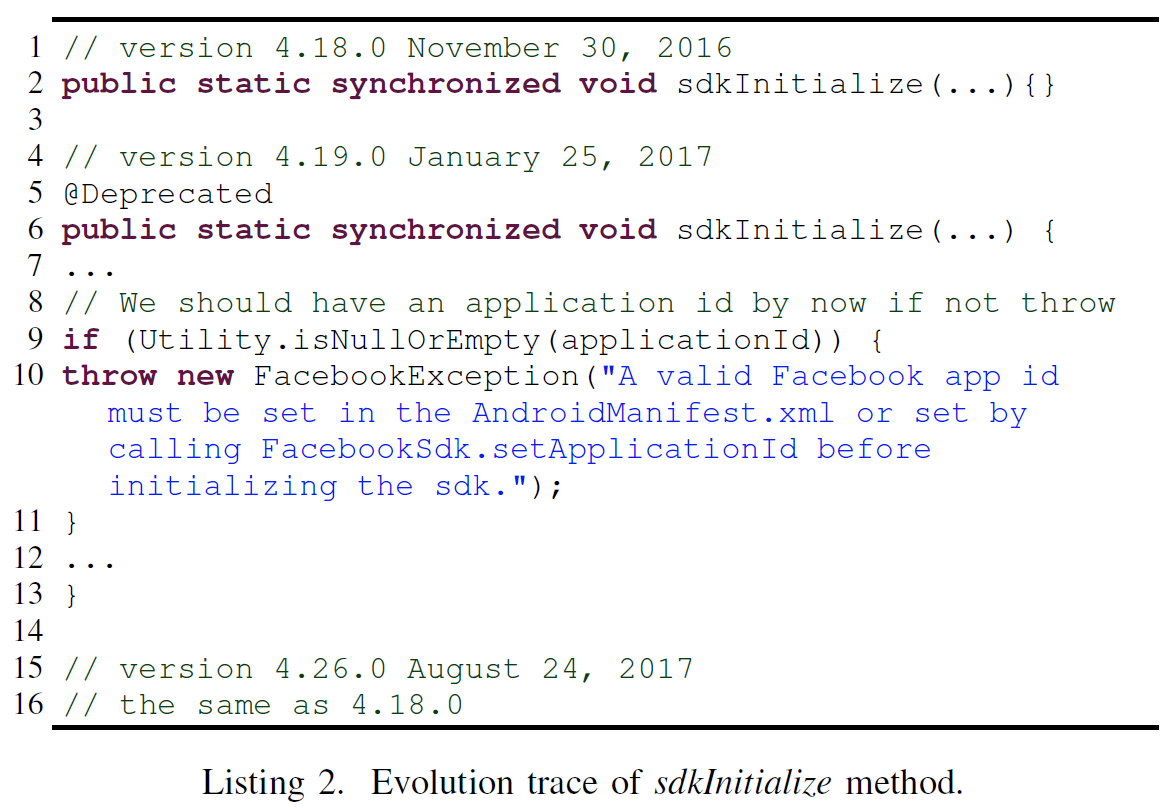 1 // version 4.18.0 November 30, 2016
2 public static synchronized void sdkInitialize(...){}
3
4 // version 4.19.0 January 25, 2017
5 @Deprecated
6 public static synchronized void sdkInitialize(...) {
7 ...
8 // We should have an application id by now if not throw
9 if (Utility.isNullOrEmpty(applicationId)) {
10 throw new FacebookException("A valid Facebook app id
must be set in the AndroidManifest.xml or set by
calling FacebookSdk.setApplicationId before
initializing the sdk.");
11 }
12 ...
13 }
14
15 // version 4.26.0 August 24, 2017
16 // the same as 4.18.0
Listing 2. Evolution trace of sdkInitialize method.